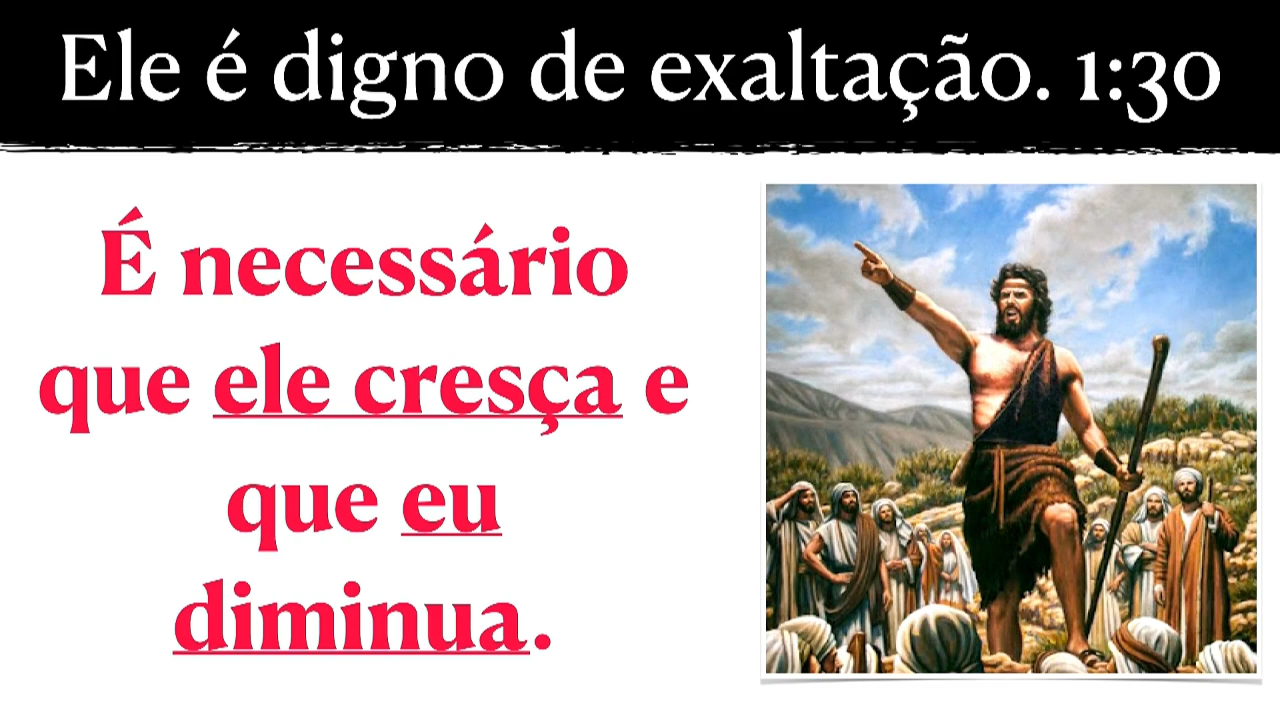 Ele é digno de exaltação. 1:30
É necessário
que ele cresça e
que eu
diminua.